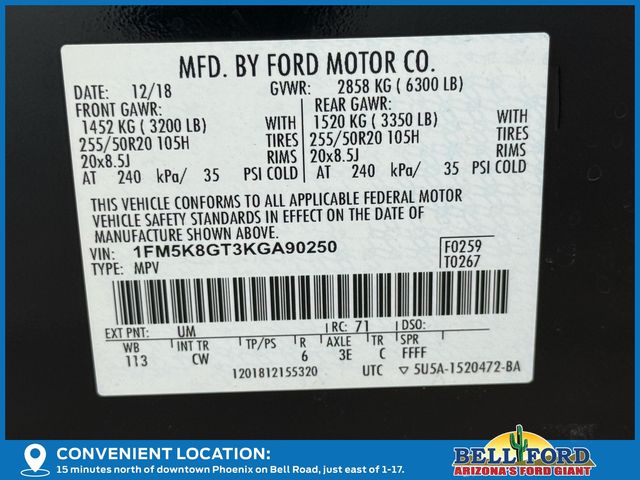 MFD. BY FORD MOTOR CO.
DATE: 12/18 GVWR: 2858 KG ( 6300 LB)
FRONT GAWR: REAR GAWR:
1452 KG ( 3200 LB) WITH 1520 KG ( 3350 LB) WITH
255/50R20 105H TIRES 255/50R20 105H TIRES
20x8.5J RIMS 20x8.5J RIMS
AT 240 kPa/ 35 PSI COLD AT 240 kPa/ 35 PSI COLD
THIS VEHICLE CONFORMS TO ALL APPLICABLE FEDERAL MOTOR
VEHICLE SAFETY STANDARDS IN EFFECT ON THE DATE OF
MANUFACTURE SHOWN ABOVE.
VIN: 1FM5K8GT3KGA90250 F0259
TYPE: MPV T0267
EXT PNT: UM RC: 71 DSO:
WB INT TR TP/PS R AXLE TR SPR
113 CW 6 3E C FFFF
1201812155320 UTC ▽ 5U5A-1520472-BA
CONVENIENT LOCATION:
15 minutes north of downtown Phoenix on Bell Road, just east of 1-17.
BELL FORD
ARIZONA'S FORD GIANT